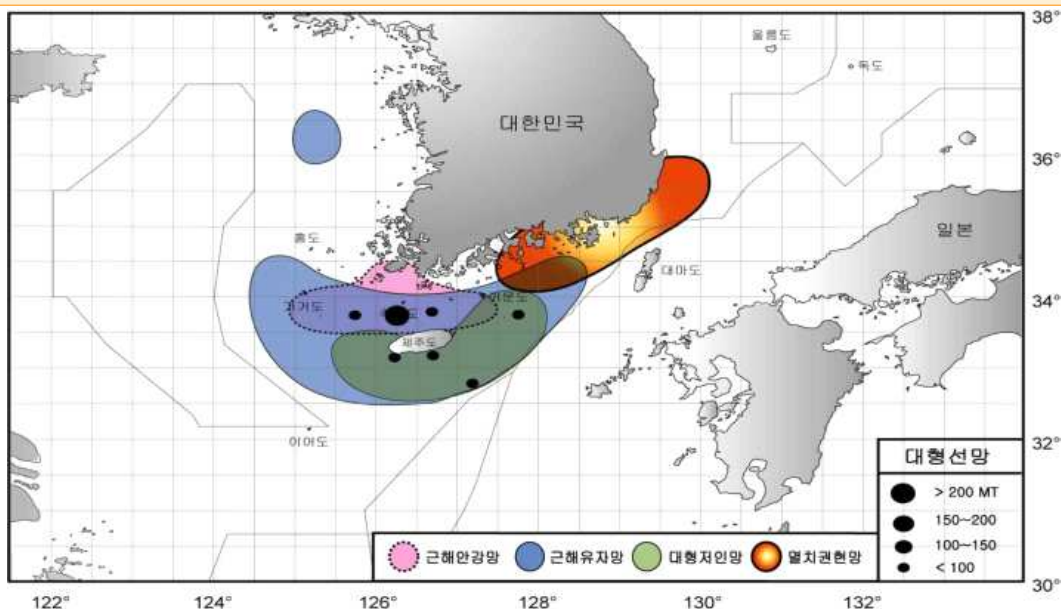 38°
울릉도
독도
대한민국
36°
홍도
일본
대마도
가거도
거문도
34°
제주도
이어도
32°
대형선망
> 200 MT
150~200
100~150
< 100
근해안강망
근해유자망
대형저인망
멸치권현망
30°
122°
124°
126°
128°
130°
132°